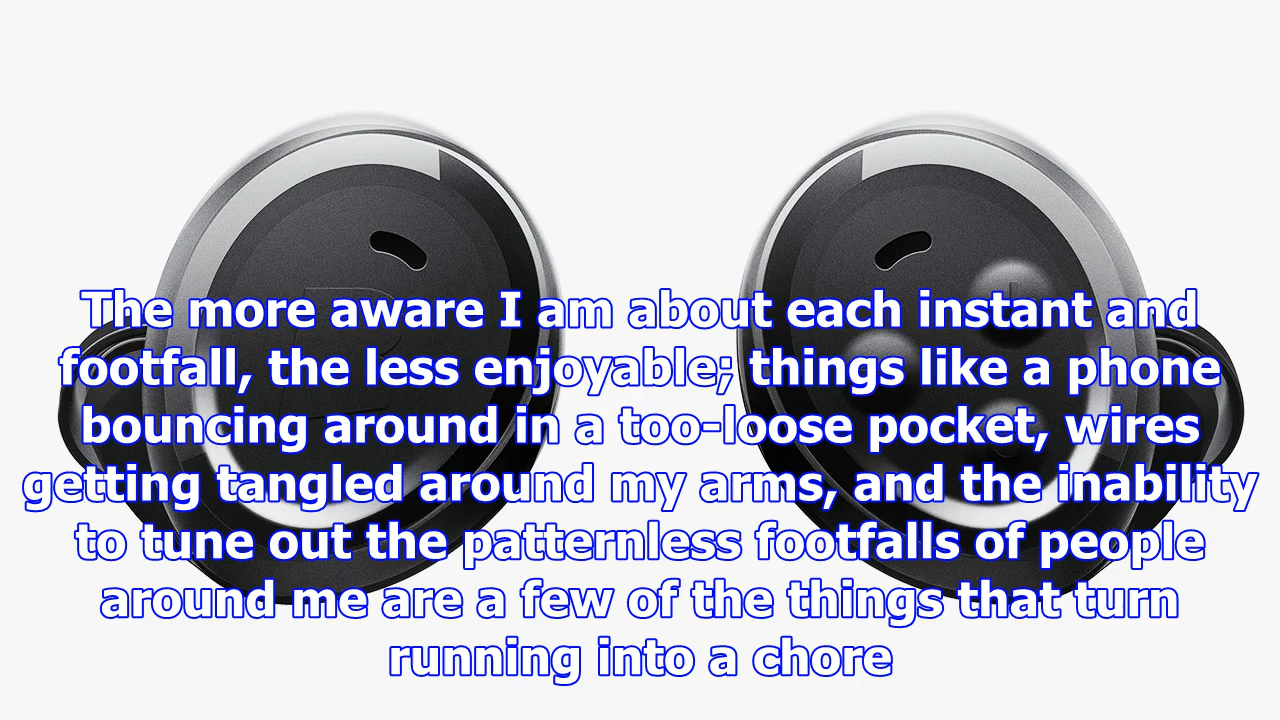 The more aware I am about each instant and
footfall, the less enjoyable; things like a phone
bouncing around in a too-loose pocket, wires
getting tangled around my arms, and the inability
to tune out the patternless footfalls of people
around me are a few of the things that turn
running into a chore